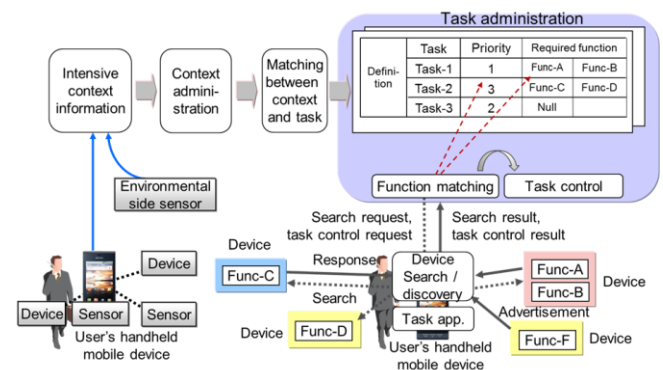 Task administration
Intensive
context
information
Context
admini-
stration
Matching
between
context
and task
Defini-
tion
Task Priority Required function
Task-1 1 Func-A Func-B
Task-2 3 Func-C Func-D
Task-3 2 Null
Function matching
Task control
Environmental
side sensor
Search request,
task control request
Search result,
task control result
Device
Device
Sensor
Sensor
User's handheld
mobile device
Device
Func-C
Response
Search
Device
Func-D
Device
Search /
discovery
Task app.
User's handheld
mobile device
Func-A
Func-B
Device
Advertisement
Func-F
Device